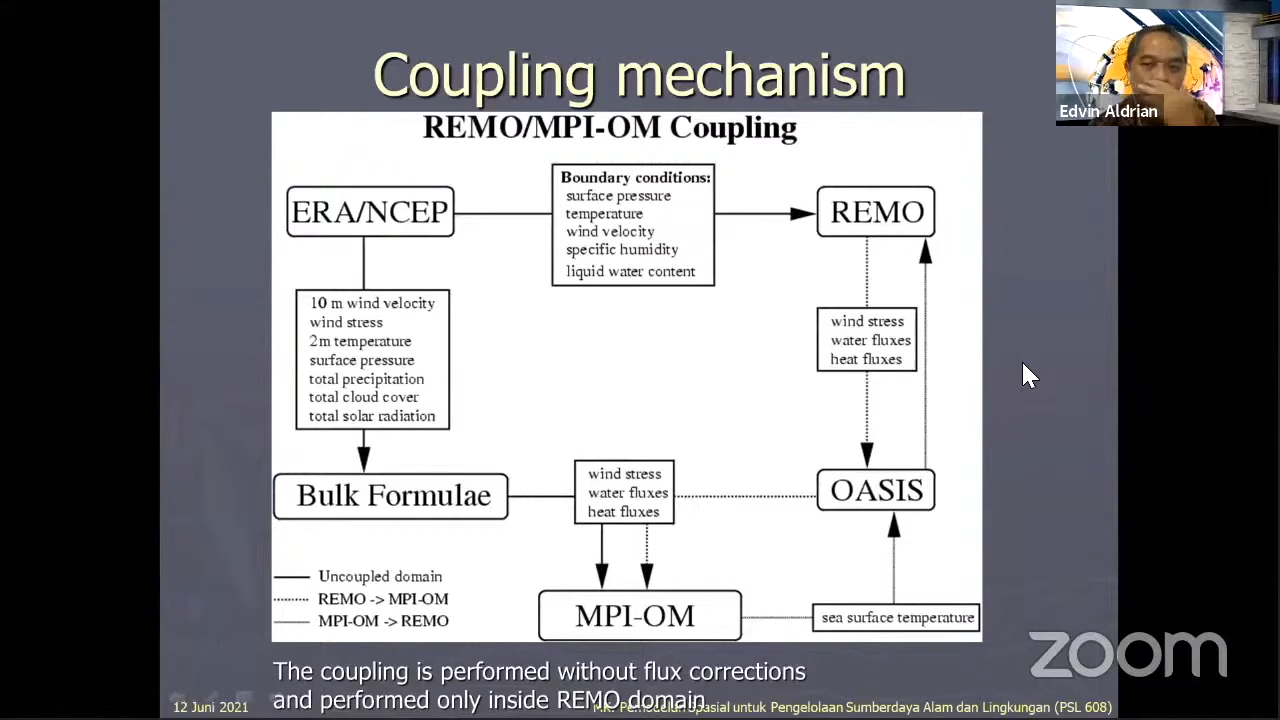 Coupling mechanism
Edvin Aldrian
REMO/MPI-OM Coupling
ERA/NCEP
Boundary conditions:
surface pressure
temperature
wind velocity
specific humidity
liquid water content
REMO
10 m wind velocity
wind stress
2m temperature
surface pressure
total precipitation
total cloud cover
total solar radiation
wind stress
water fluxes
heat fluxes
Bulk Formulae
wind stress
water fluxes
heat fluxes
OASIS
Uncoupled domain
REMO -> MPI-OM
MPI-OM -> REMO
MPI-OM
sea surface temperature
The coupling is performed without flux corrections
and performed only inside REMO domain
zoom
12 Juni 2021
MK. Pemodelan Spasial untuk Pengelolaan Sumberdaya Alam dan Lingkungan (PSL 608)